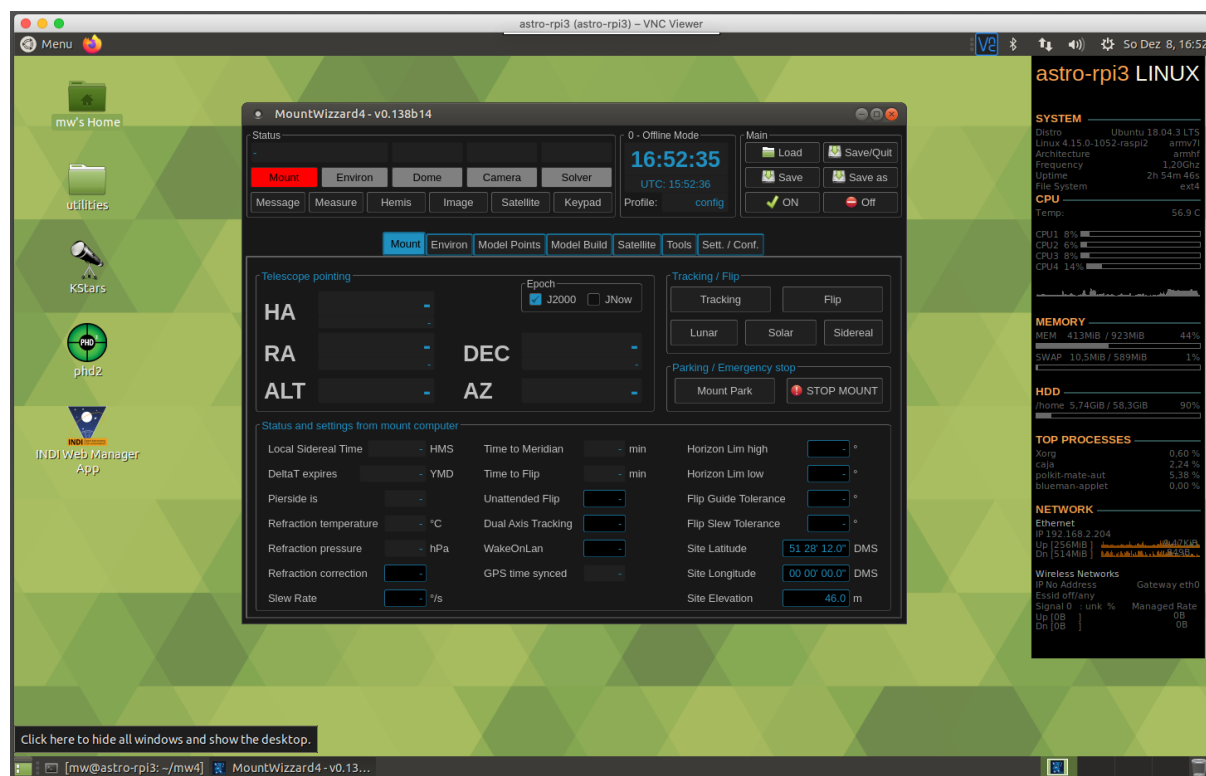 astro-rpi3 (astro-rpi3) – VNC Viewer
Menu
So Dez 8, 16:52
mw's Home
utilities
KStars
PHD
phd2
INDI
INDI Web Manager
App
MountWizzard4 - v0.138b14
Status
0 - Offline Mode
Main
-
16:52:35
Load
Save/Quit
Mount
Environ
Dome
Camera
Solver
UTC: 15:52:36
Save
Save as
Message
Measure
Hemis
Image
Satellite
Keypad
Profile: config
ON
Off
Mount
Environ
Model Points
Model Build
Satellite
Tools
Sett. / Conf.
Telescope pointing
Epoch
J2000
JNow
HA -
-
RA -
-
DEC -
-
ALT -
AZ -
Tracking / Flip
Tracking
Flip
Lunar
Solar
Sidereal
Parking / Emergency stop
Mount Park
STOP MOUNT
Status and settings from mount computer
Local Sidereal Time - HMS
DeltaT expires - YMD
Pierside is -
Refraction temperature - °C
Refraction pressure - hPa
Refraction correction -
Slew Rate - °/s
Time to Meridian - min
Time to Flip - min
Unattended Flip -
Dual Axis Tracking -
WakeOnLan -
GPS time synced -
Horizon Lim high - °
Horizon Lim low - °
Flip Guide Tolerance - °
Flip Slew Tolerance - °
Site Latitude 51 28' 12.0" DMS
Site Longitude 00 00' 00.0" DMS
Site Elevation 46.0 m
astro-rpi3 LINUX
SYSTEM
Distro Ubuntu 18.04.3 LTS
Linux 4.15.0-1052-raspi2 armv7l
Architecture armhf
Frequency 1,20Ghz
Uptime 2h 54m 46s
File System ext4
CPU
Temp: 56.9 C
CPU1 8%
CPU2 6%
CPU3 8%
CPU4 14%
MEMORY
MEM 413MiB / 923MiB 44%
SWAP 10,5MiB / 589MiB 1%
HDD
/home 5,74GiB / 58,3GiB 90%
TOP PROCESSES
Xorg 0,60 %
caja 2,24 %
polkit-mate-aut 5,38 %
blueman-applet 0,00 %
NETWORK
Ethernet
IP 192.168.2.204
Up [256MiB ]
Dn [514MiB ] 849B
Wireless Networks
IP No Address Gateway eth0
Essid off/any
Signal 0 : unk % Managed Rate
Up [0B ] 0B
Dn [0B ] 0B
Click here to hide all windows and show the desktop.
[mw@astro-rpi3: ~/mw4]
MountWizzard4 - v0.13...